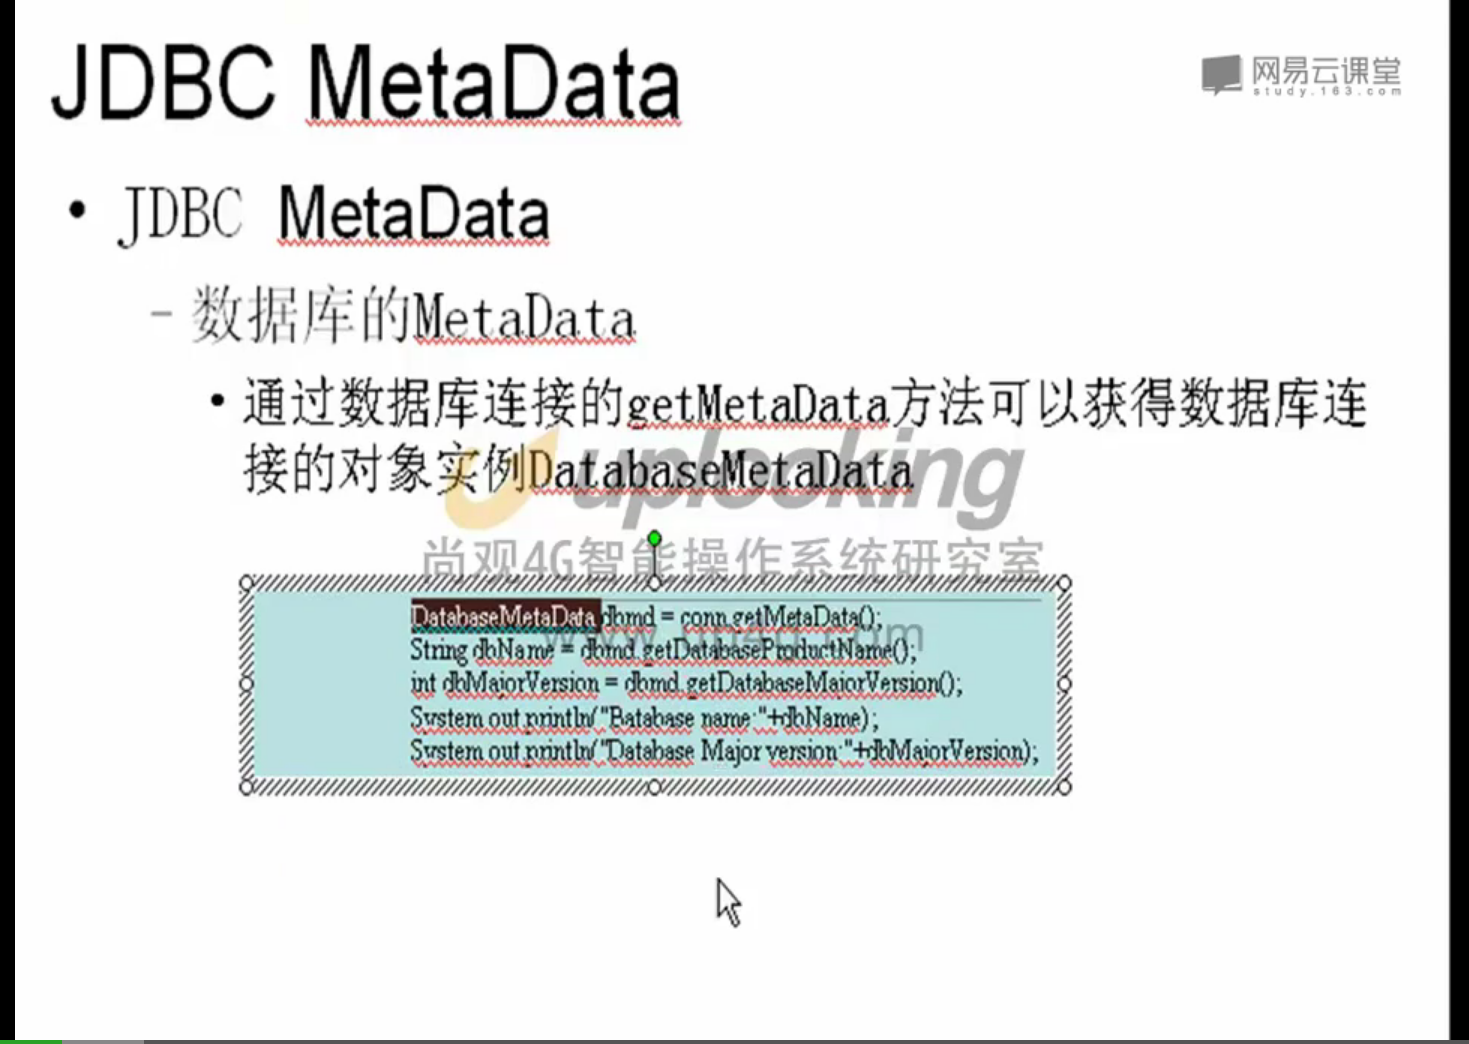 JDBC MetaData
网易云课堂
study.163.com
• JDBC MetaData
– 数据库的MetaData
• 通过数据库连接的getMetaData方法可以获得数据库连
接的对象实例DatabaseMetaData
uplooking
尚观4G智能操作系统研究室
DatabaseMetaData dbmd = conn.getMetaData();
String dbName = dbmd.getDatabaseProductName();
int dbMajorVersion = dbmd.getDatabaseMajorVersion();
System.out.println("Batabase name:"+dbName);
System.out.println("Database Major version:"+dbMajorVersion);